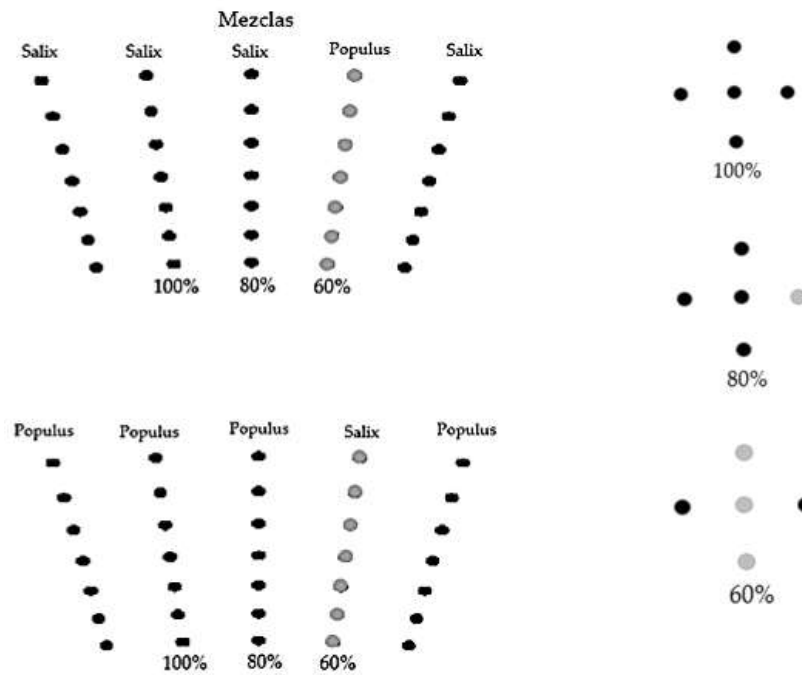 Mezclas
Salix Salix Salix Populus Salix
100% 80% 60%
Populus Populus Populus Salix Populus
100% 80% 60%
100%
80%
60%